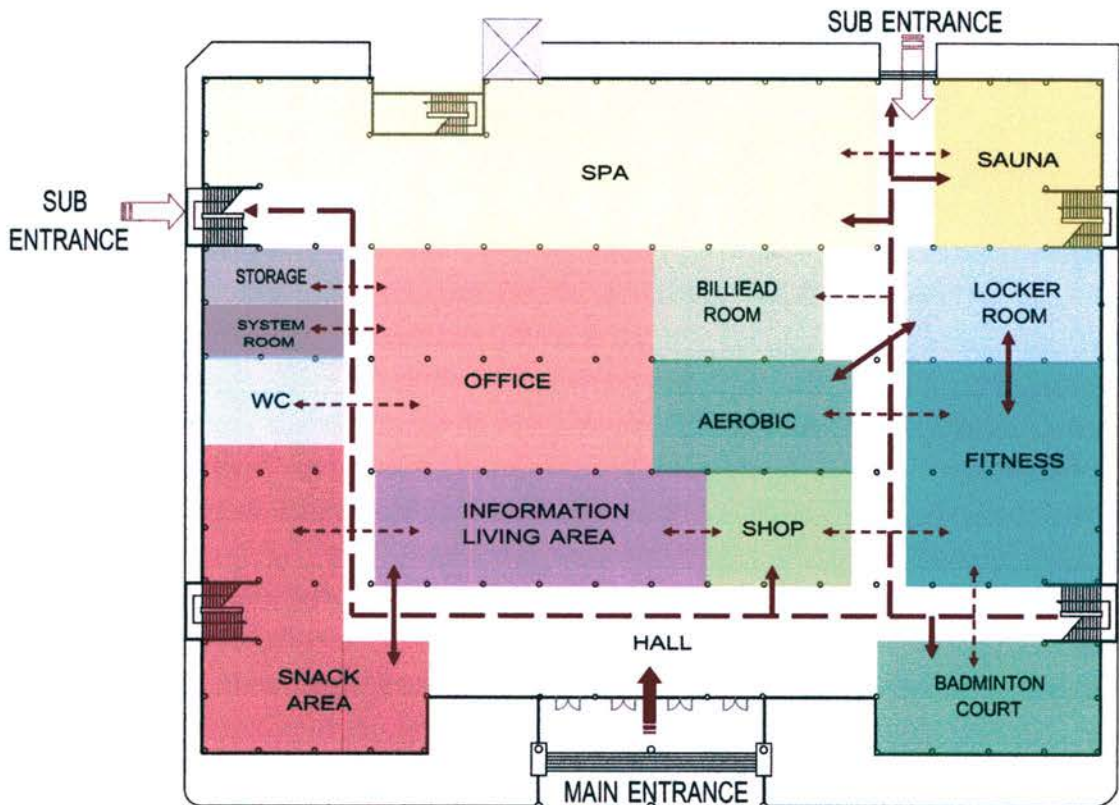 SUB ENTRANCE
SPA
SAUNA
SUB
ENTRANCE
STORAGE
SYSTEM
ROOM
WC
OFFICE
BILLIEAD
ROOM
LOCKER
ROOM
AEROBIC
FITNESS
INFORMATION
LIVING AREA
SHOP
HALL
SNACK
AREA
BADMINTON
COURT
MAIN ENTRANCE